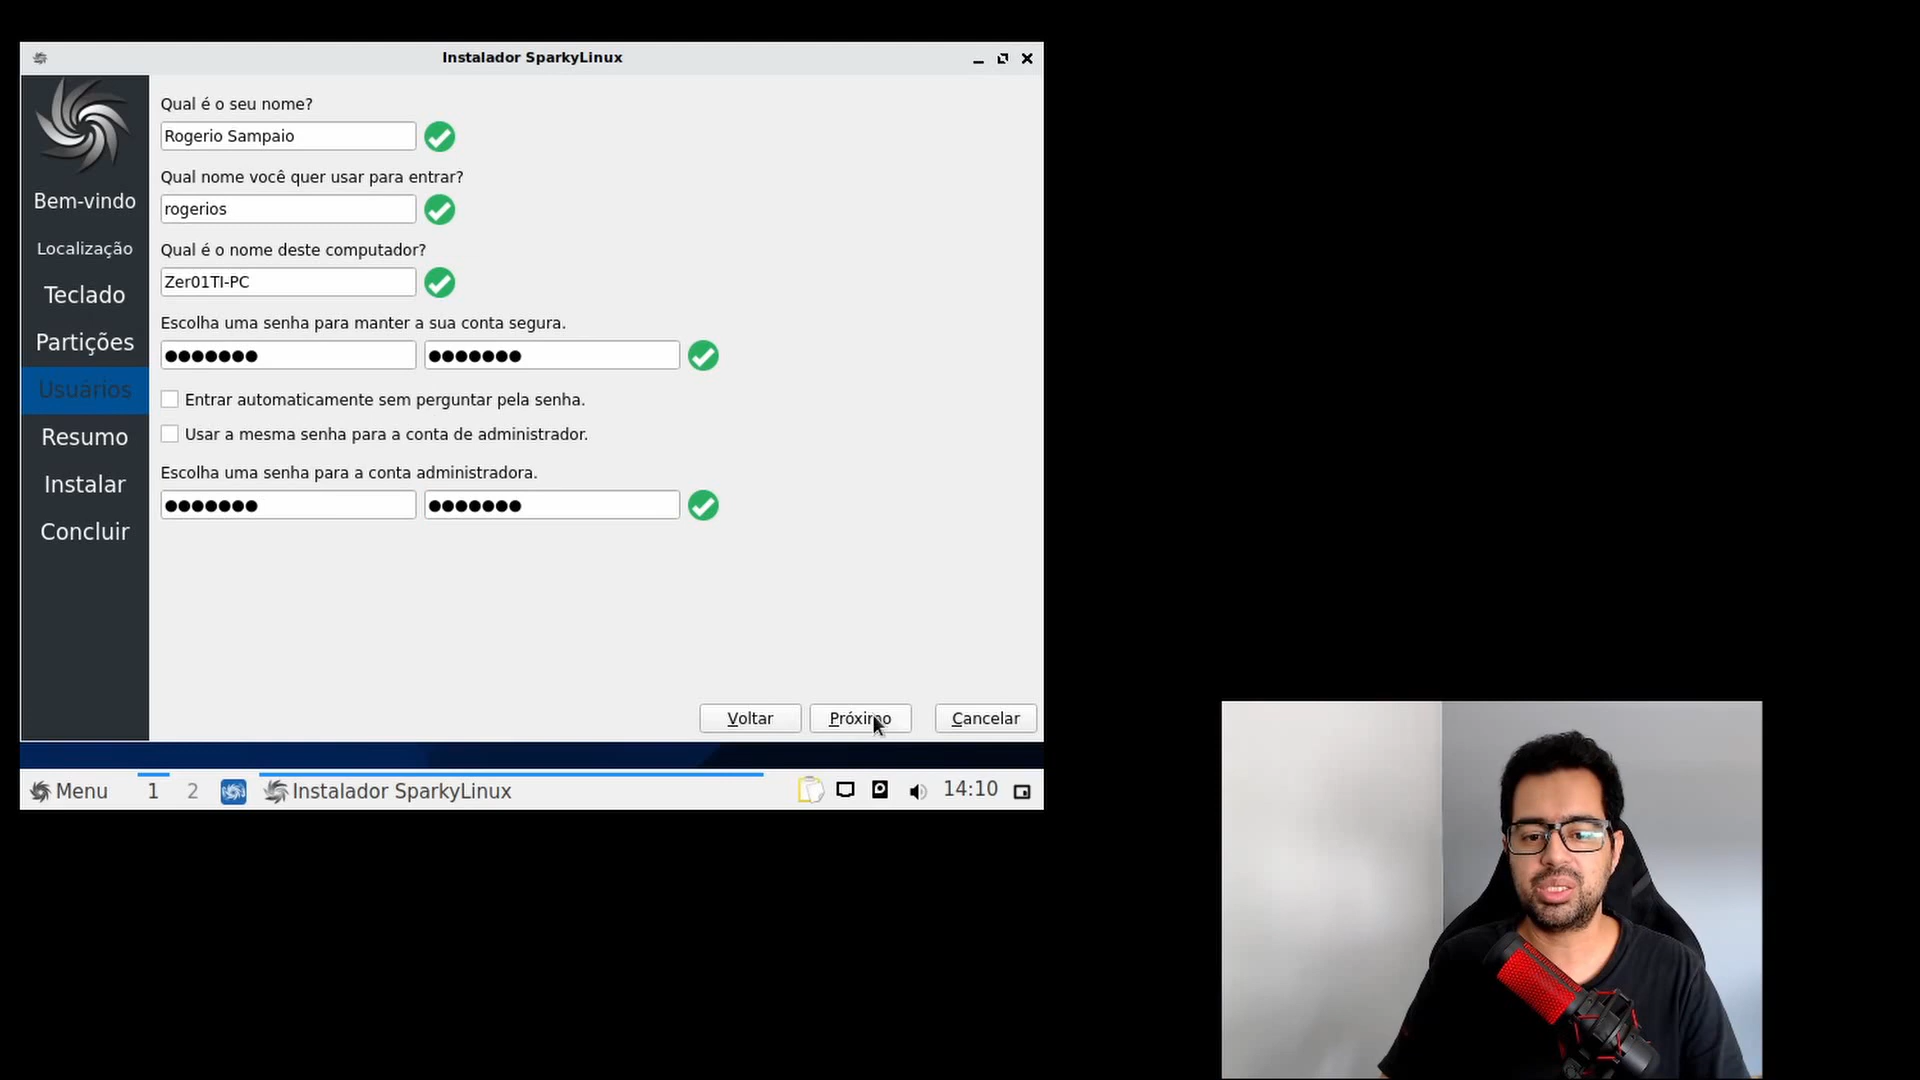 Instalador SparkyLinux
Qual é o seu nome?
Rogerio Sampaio
Qual nome você quer usar para entrar?
rogerios
Qual é o nome deste computador?
Zer01TI-PC
Escolha uma senha para manter a sua conta segura.
Entrar automaticamente sem perguntar pela senha.
Usar a mesma senha para a conta de administrador.
Escolha uma senha para a conta administradora.
Bem-vindo
Localização
Teclado
Partições
Usuários
Resumo
Instalar
Concluir
Voltar
Próximo
Cancelar
Menu
1
2
Instalador SparkyLinux
14:10